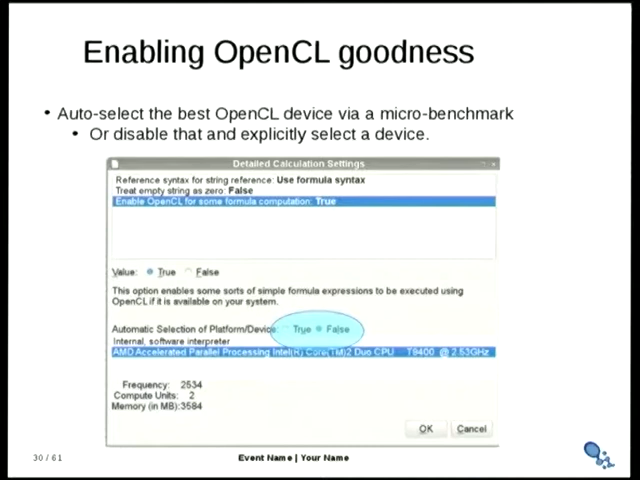 Enabling OpenCL goodness
• Auto-select the best OpenCL device via a micro-benchmark
• Or disable that and explicitly select a device.
Detailed Calculation Settings
Reference syntax for string reference: Use formula syntax
Treat empty string as zero: False
Enable OpenCL for some formula computation: True
Value: True False
This option enables some sorts of simple formula expressions to be executed using
OpenCL if it is available on your system.
Automatic Selection of Platform/Device: True False
Internal, software interpreter
AMD Accelerated Parallel Processing Intel(R) Core(TM)2 Duo CPU T9400 @ 2.53GHz
Frequency: 2534
Compute Units: 2
Memory (in MB):3584
OK Cancel
30 / 61
Event Name | Your Name